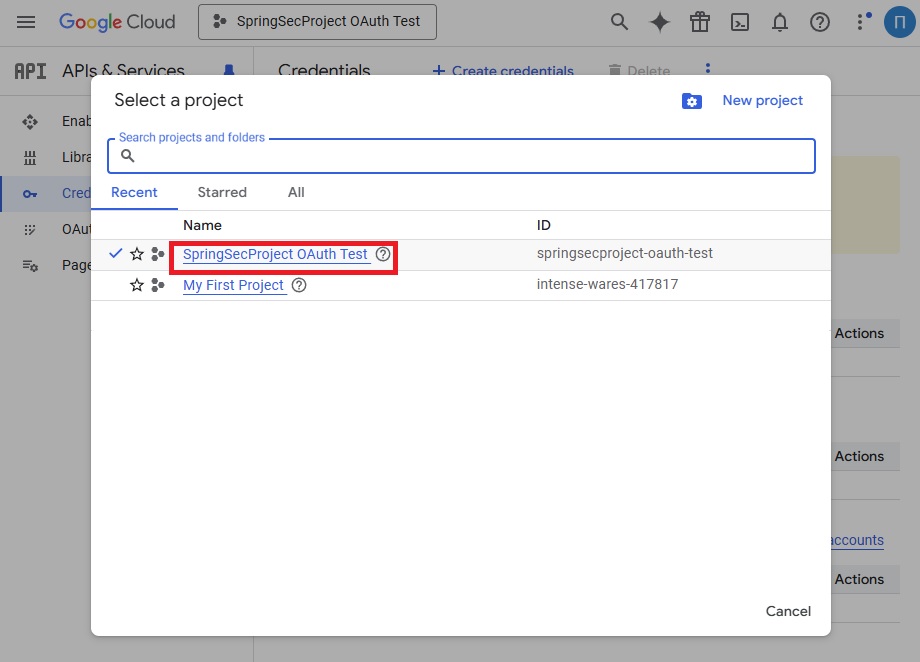 Google Cloud
SpringSecProject OAuth Test
П
API APIs & Services
Credentials
Create credentials
Delete
Select a project
New project
Search projects and folders
Recent
Starred
All
Name
ID
SpringSecProject OAuth Test
springsecproject-oauth-test
My First Project
intense-wares-417817
Cancel
Enab
Libra
Cred
OAut
Page
Actions
Actions
accounts
Actions